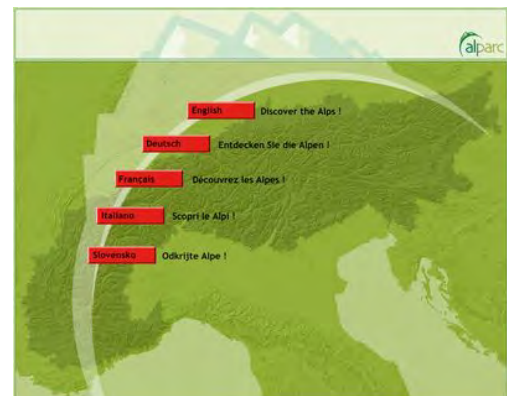 alparc
English Discover the Alps !
Deutsch Entdecken Sie die Alpen !
Français Découvrez les Alpes !
Italiano Scopri le Alpi !
Slovensko Odkrijte Alpe !